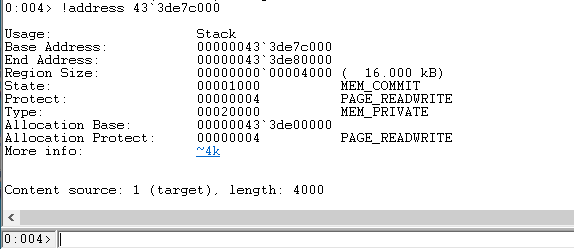 0:004> !address 43`3de7c000
Usage:                  Stack
Base Address:           00000043`3de7c000
End Address:            00000043`3de80000
Region Size:            00000000`00004000 (  16.000 kB)
State:                  00001000          MEM_COMMIT
Protect:                00000004          PAGE_READWRITE
Type:                   00020000          MEM_PRIVATE
Allocation Base:        00000043`3de00000
Allocation Protect:     00000004          PAGE_READWRITE
More info:              ~4k
Content source: 1 (target), length: 4000
0:004>